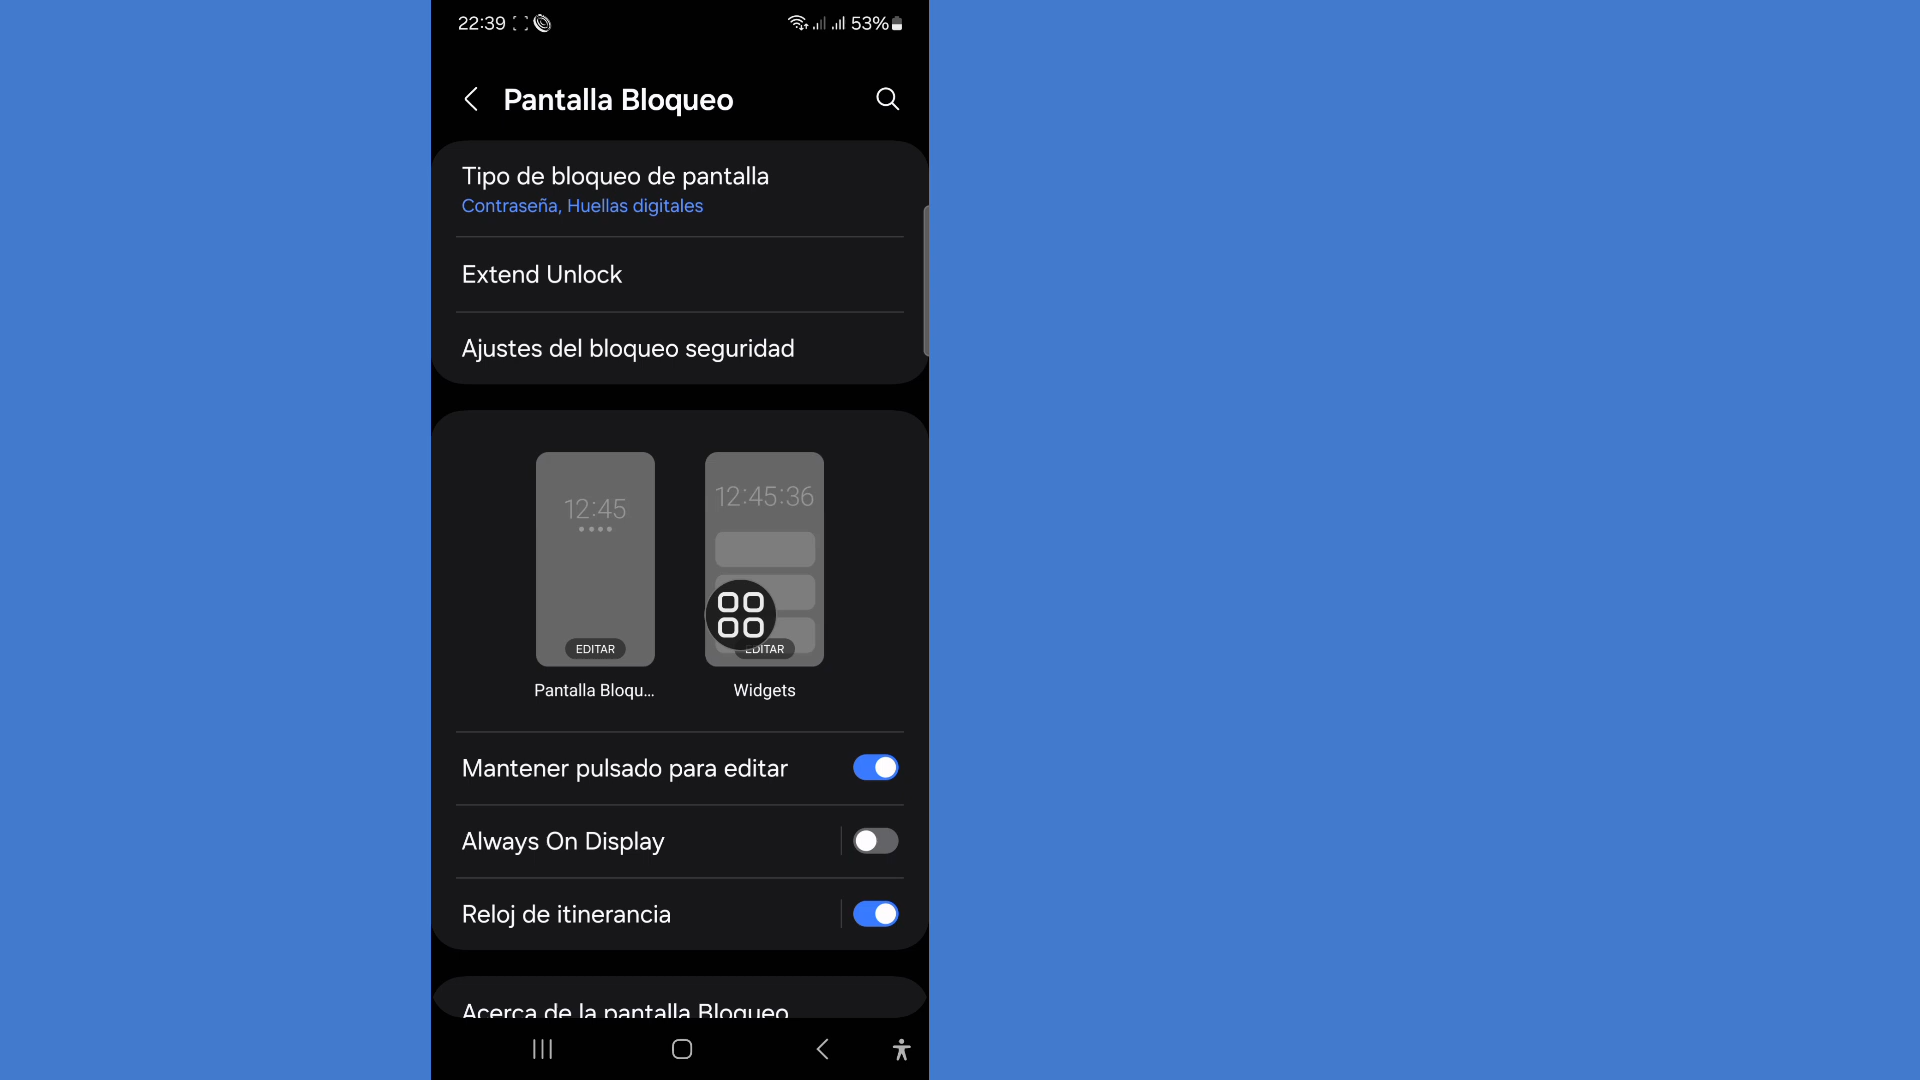 22:39
53%
Pantalla Bloqueo
Tipo de bloqueo de pantalla
Contraseña, Huellas digitales
Extend Unlock
Ajustes del bloqueo seguridad
12:45
12:45:36
EDITAR
EDITAR
Pantalla Bloqu...
Widgets
Mantener pulsado para editar
Always On Display
Reloj de itinerancia
Acerca de la pantalla Bloqueo